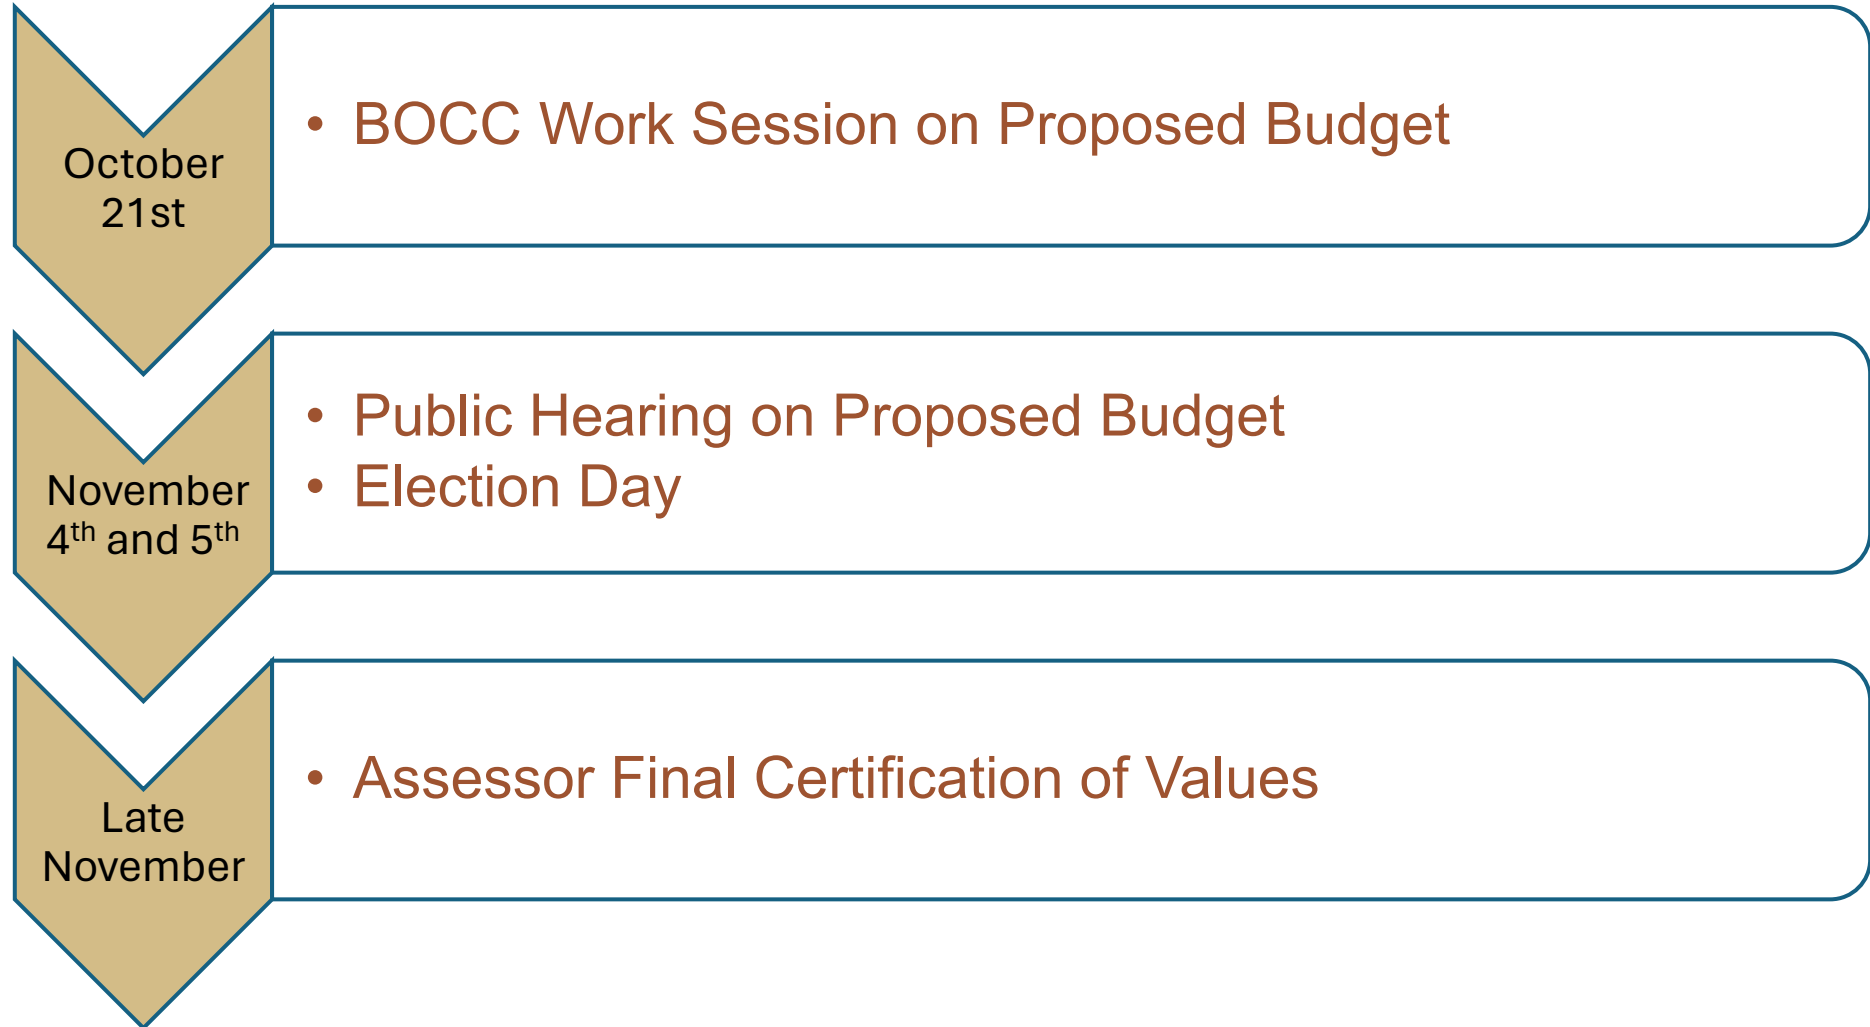 October
21st
• BOCC Work Session on Proposed Budget
November
4th and 5th
• Public Hearing on Proposed Budget
• Election Day
Late
November
• Assessor Final Certification of Values